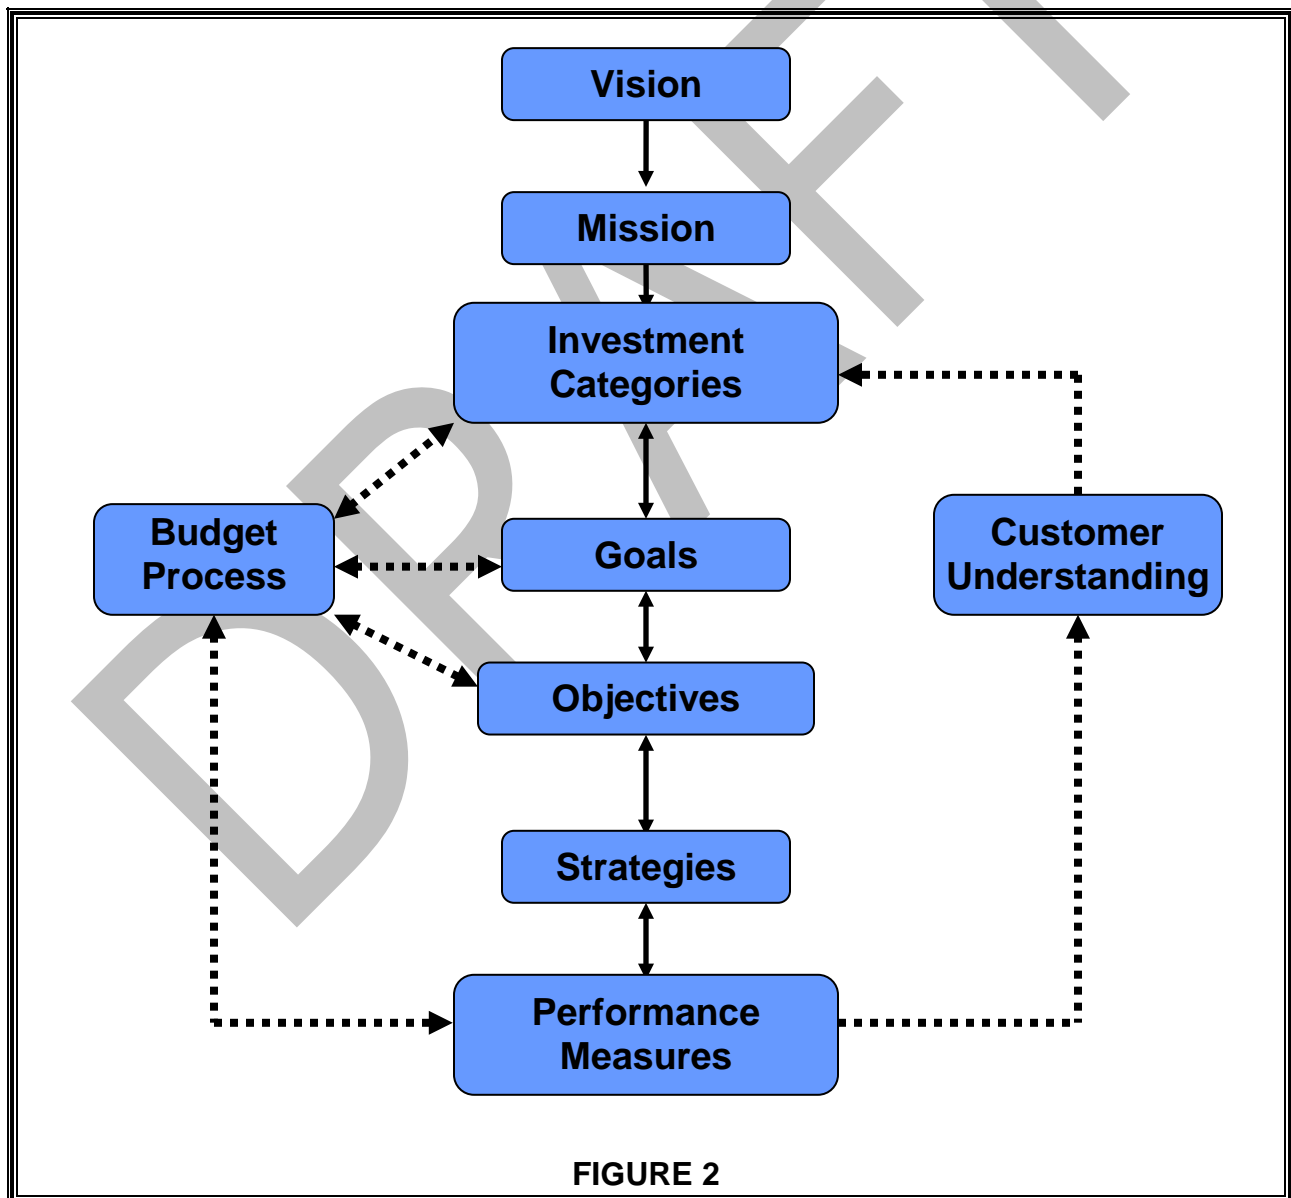 Vision
Mission
Investment
Categories
Budget
Process
Goals
Customer
Understanding
Objectives
Strategies
Performance
Measures
FIGURE 2
DRAFT